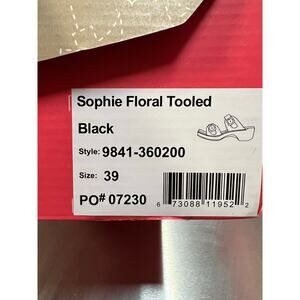 Sophie Floral Tooled
Black
Style: 9841-360200
Size: 39
PO# 07230
6 73088 11952 2